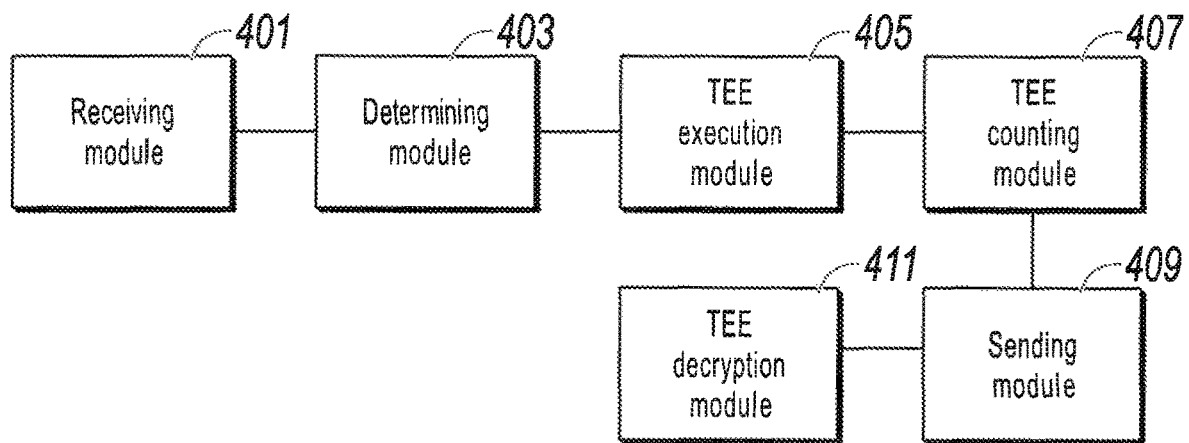 401
Receiving
module
403
Determining
module
405
TEE
execution
module
407
TEE
counting
module
411
TEE
decryption
module
409
Sending
module